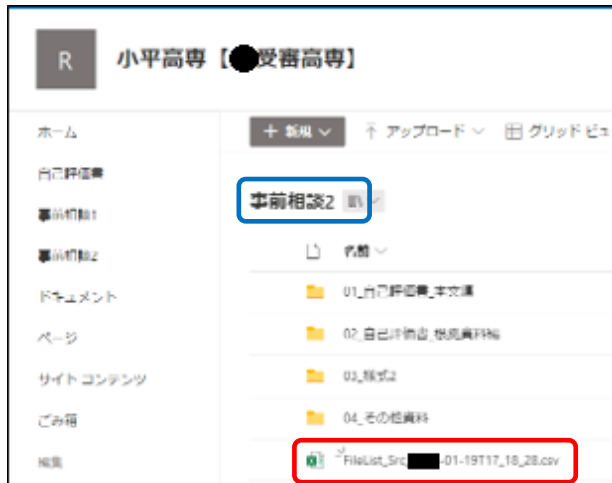 R
小平高専【 受審高専】
ホーム
自己評価書
事前相談1
事前相談2
ドキュメント
ページ
サイト コンテンツ
ごみ箱
編集
+ 新規
アップロード
グリッド ビュ
事前相談2
名前
01_自己評価書_本文編
02_自己評価書_根拠資料編
03_様式2
04_その他資料
FileList_Src_ -01-19T17_18_28.csv